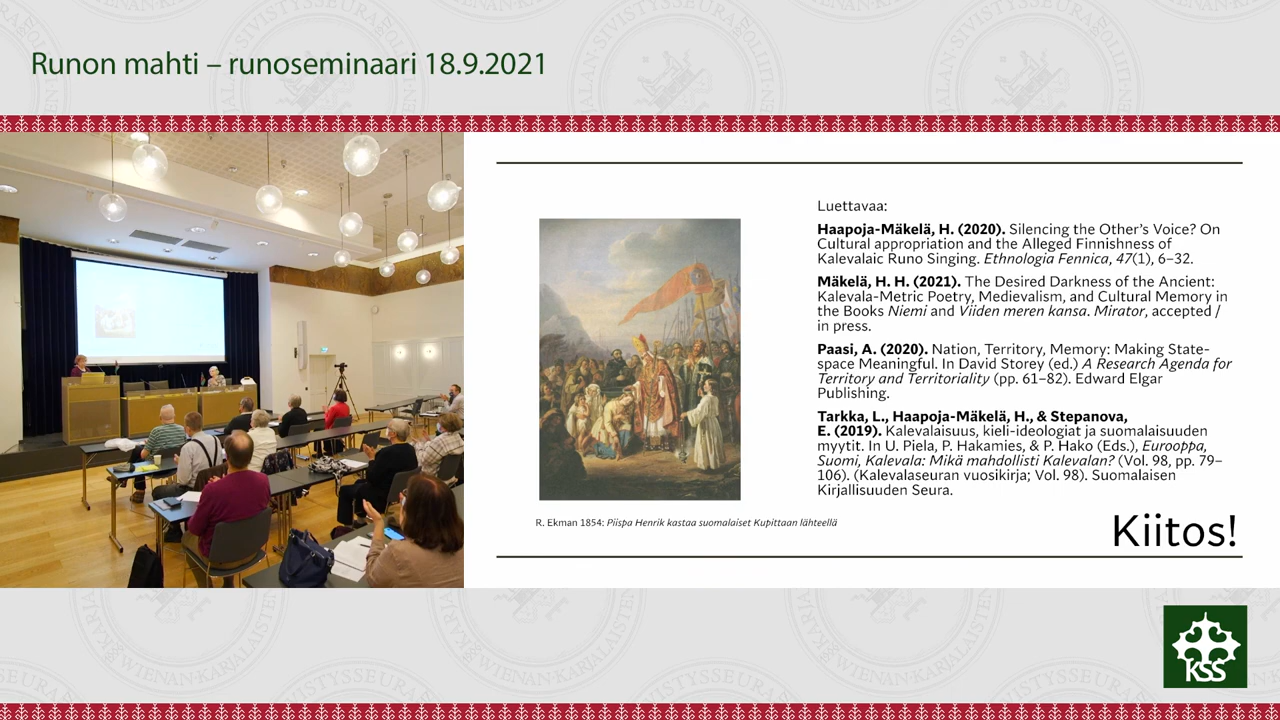 Runon mahti – runoseminaari 18.9.2021
Luettavaa:
Haapoja-Mäkelä, H. (2020). Silencing the Other's Voice? On
Cultural appropriation and the Alleged Finnishness of
Kalevalaic Runo Singing. Ethnologia Fennica, 47(1), 6–32.
Mäkelä, H. H. (2021). The Desired Darkness of the Ancient:
Kalevala-Metric Poetry, Medievalism, and Cultural Memory in
the Books Niemi and Viiden meren kansa. Mirator, accepted /
in press.
Paasi, A. (2020). Nation, Territory, Memory: Making State-
space Meaningful. In David Storey (ed.) A Research Agenda for
Territory and Territoriality (pp. 61–82). Edward Elgar
Publishing.
Tarkka, L., Haapoja-Mäkelä, H., & Stepanova,
E. (2019). Kalevalaisuus, kieli-ideologiat ja suomalaisuuden
myytit. In U. Piela, P. Hakamies, & P. Hako (Eds.), Eurooppa,
Suomi, Kalevala: Mikä mahdollisti Kalevalan? (Vol. 98, pp. 79–
106). (Kalevalaseuran vuosikirja; Vol. 98). Suomalaisen
Kirjallisuuden Seura.
R. Ekman 1854: Piispa Henrik kastaa suomalaiset Kupittaan lähteellä
Kiitos!
KSS